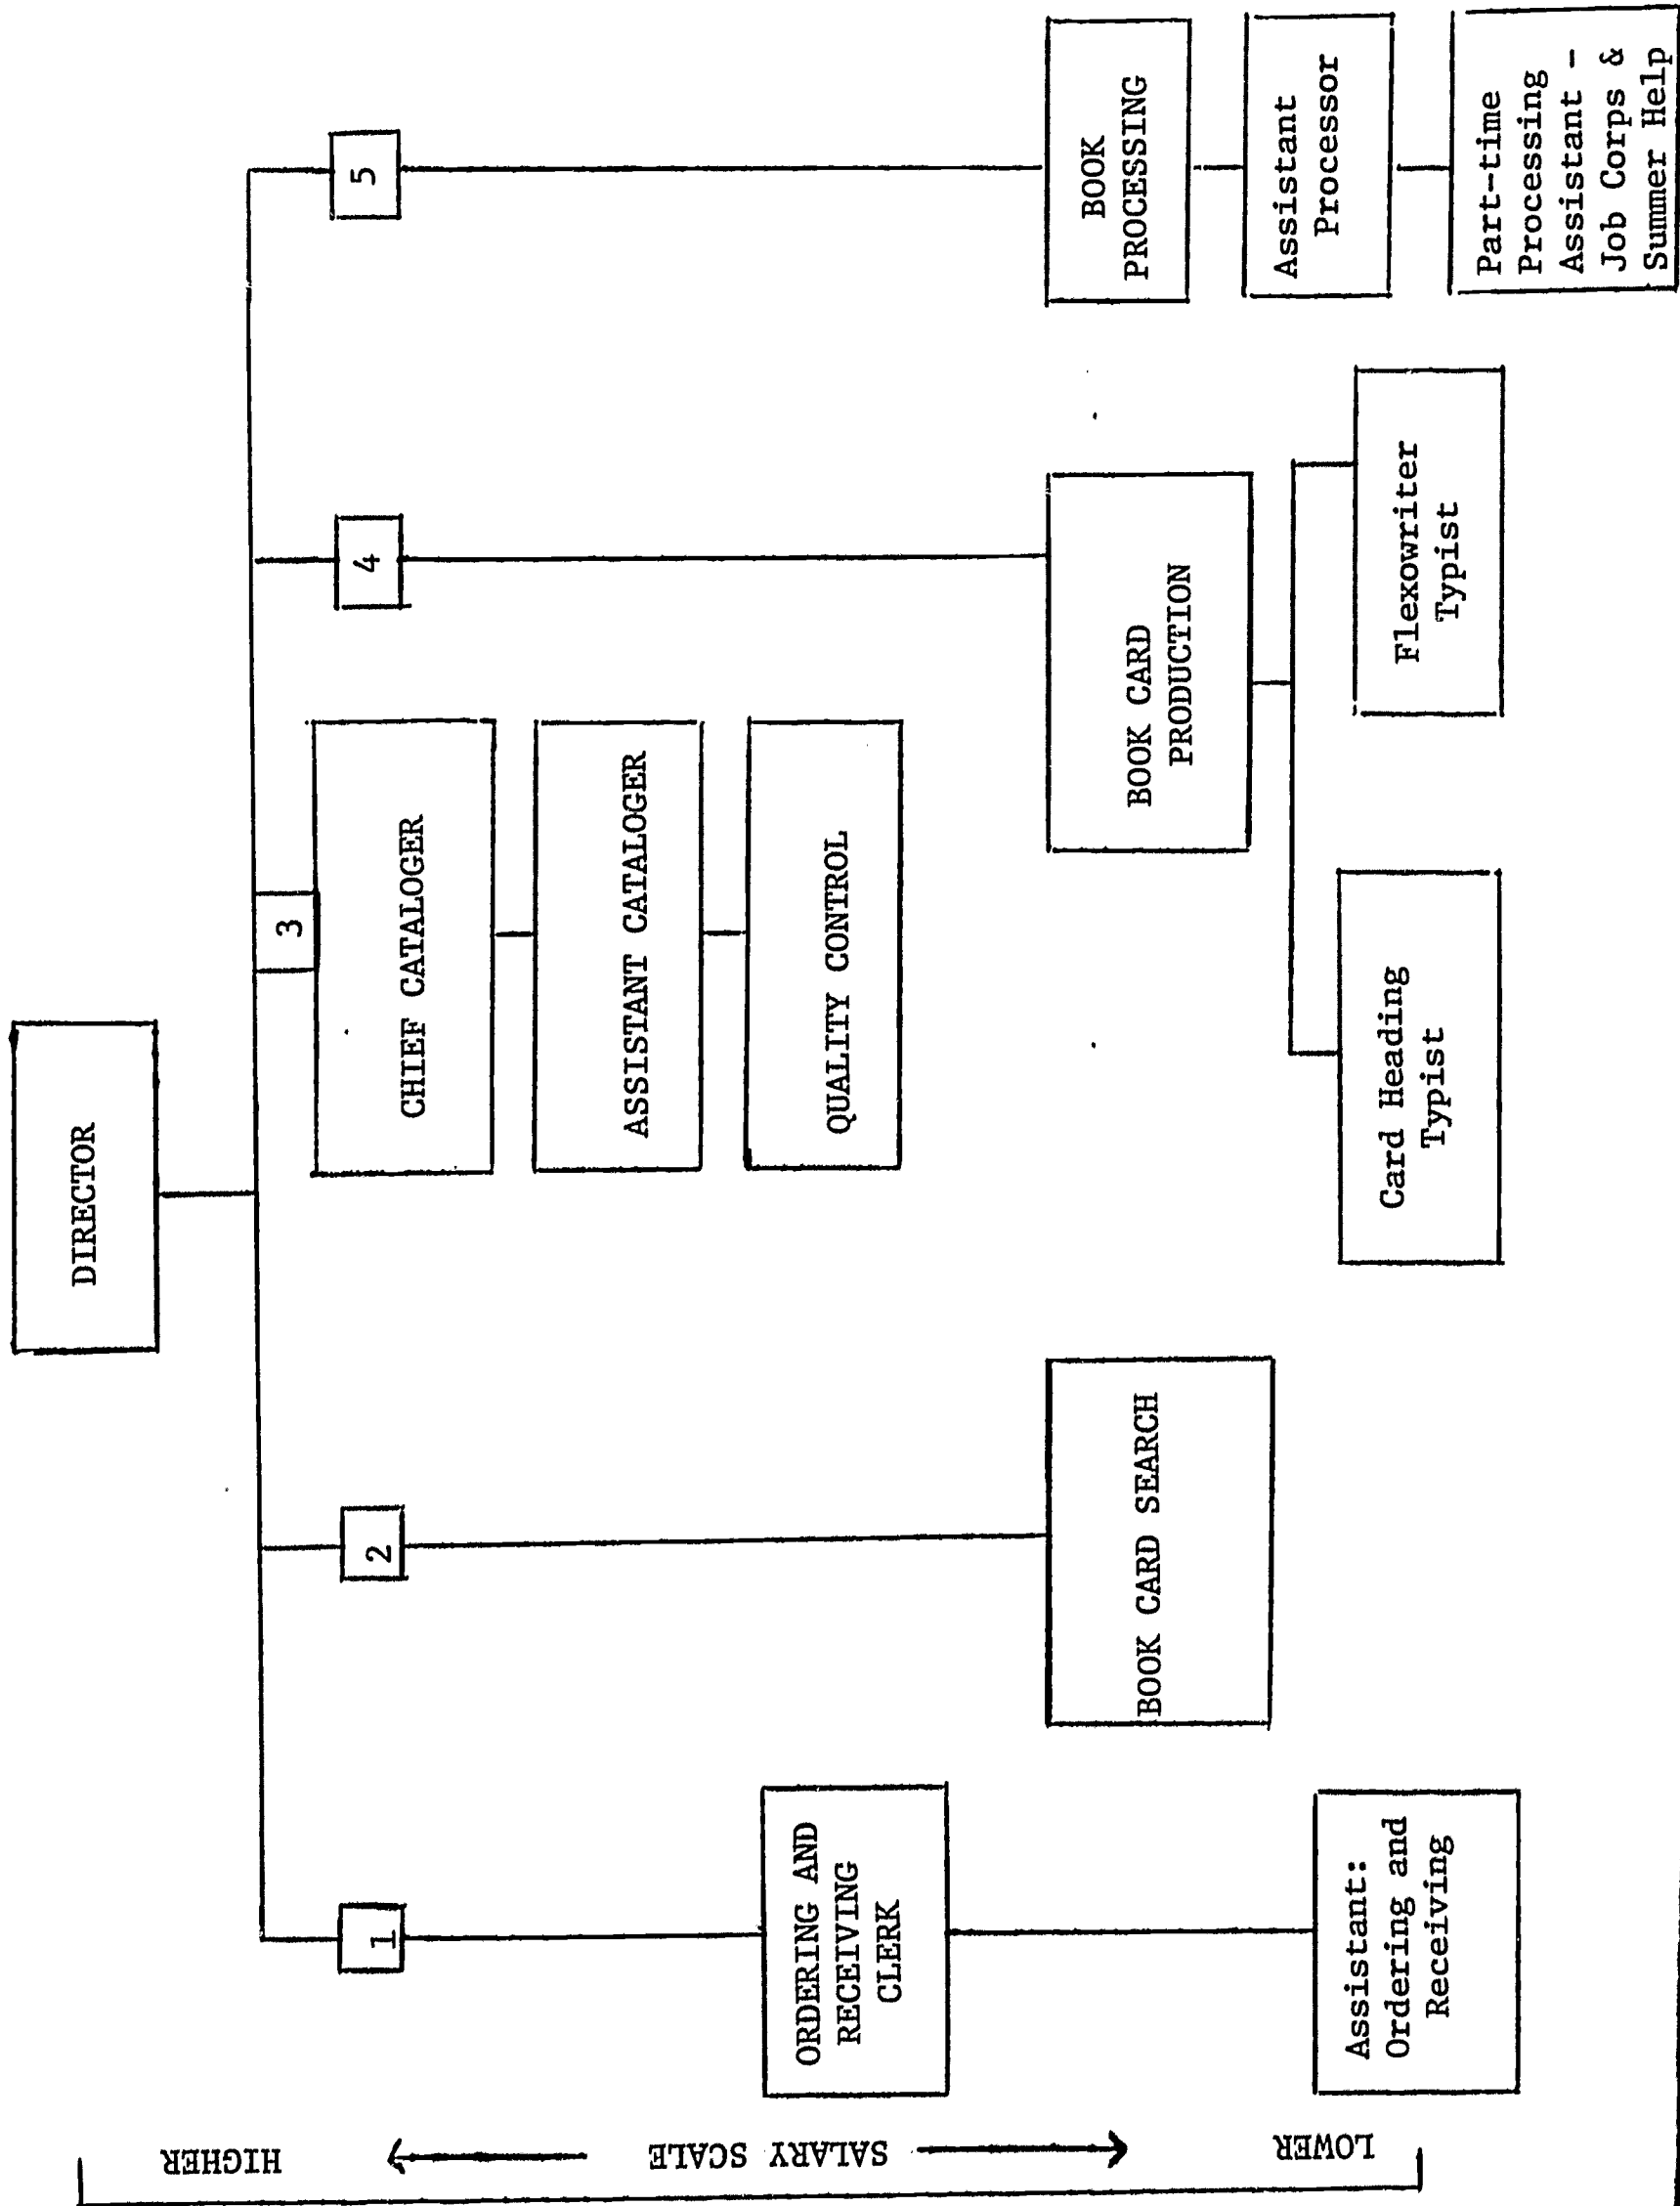 DIRECTOR
1
2
3
4
5
ORDERING AND
RECEIVING
CLERK
Assistant:
Ordering and
Receiving
BOOK CARD SEARCH
CHIEF CATALOGER
ASSISTANT CATALOGER
QUALITY CONTROL
BOOK CARD
PRODUCTION
Card Heading
Typist
Flexowriter
Typist
BOOK
PROCESSING
Assistant
Processor
Part-time
Processing
Assistant -
Job Corps &
Summer Help
HIGHER
SALARY SCALE
LOWER